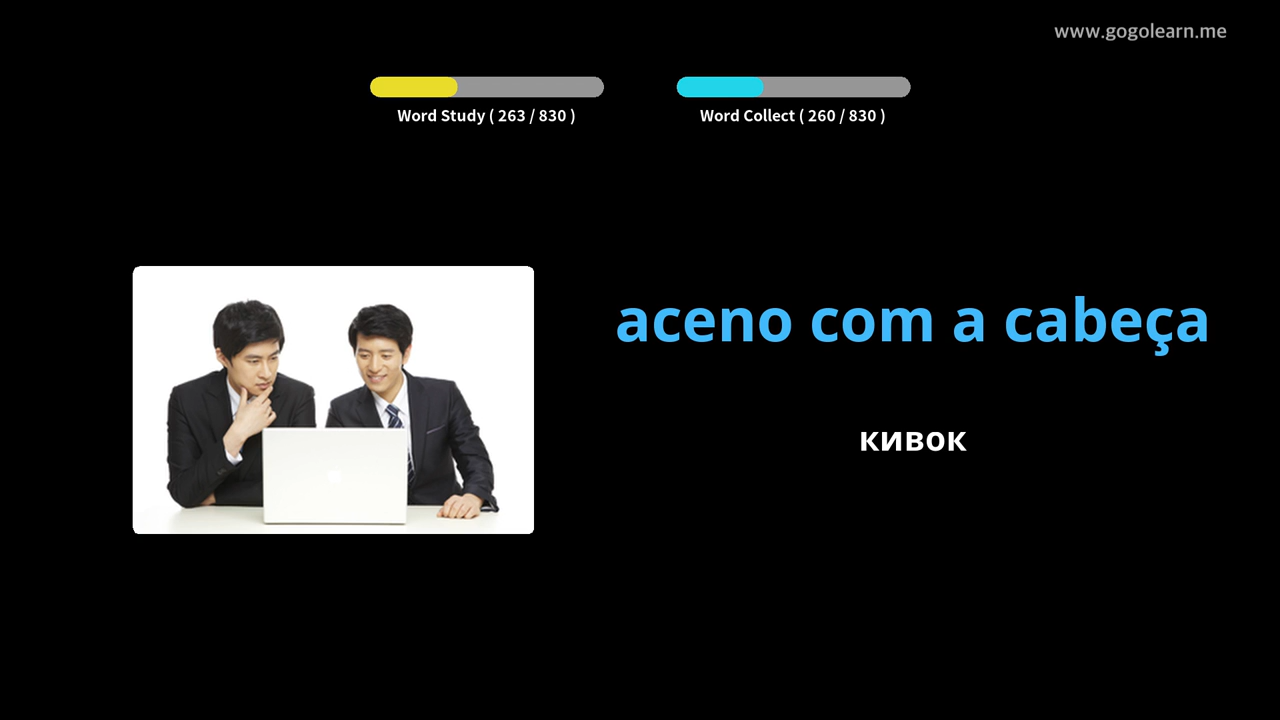 www.gogolearn.me
Word Study ( 263 / 830 )
Word Collect ( 260 / 830 )
aceno com a cabeça
кивок